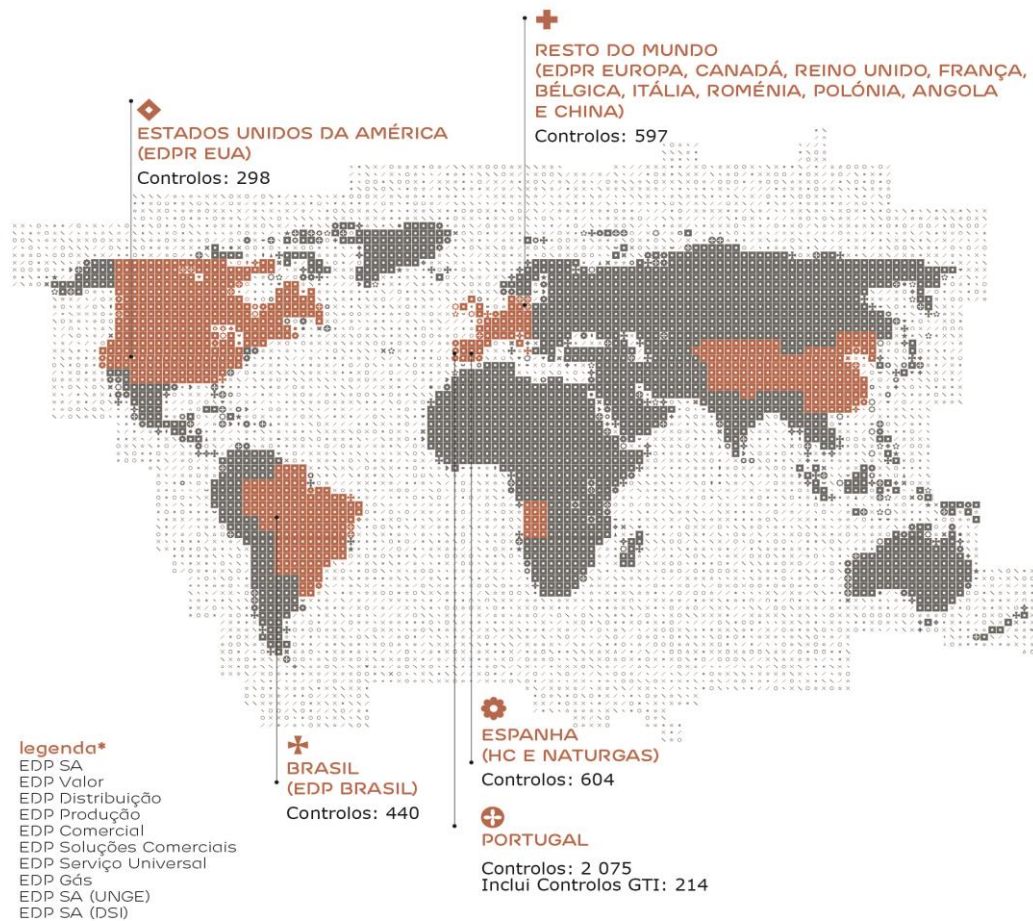 RESTO DO MUNDO
(EDPR EUROPA, CANADÁ, REINO UNIDO, FRANÇA,
BÉLGICA, ITÁLIA, ROMÉNIA, POLÓNIA, ANGOLA
E CHINA)
Controlos: 597
ESTADOS UNIDOS DA AMÉRICA
(EDPR EUA)
Controlos: 298
ESPANHA
(HC E NATURGAS)
Controlos: 604
BRASIL
(EDP BRASIL)
Controlos: 440
PORTUGAL
Controlos: 2 075
Inclui Controlos GTI: 214
legenda*
EDP SA
EDP Valor
EDP Distribuição
EDP Produção
EDP Comercial
EDP Soluções Comerciais
EDP Serviço Universal
EDP Gás
EDP SA (UNGE)
EDP SA (DSI)